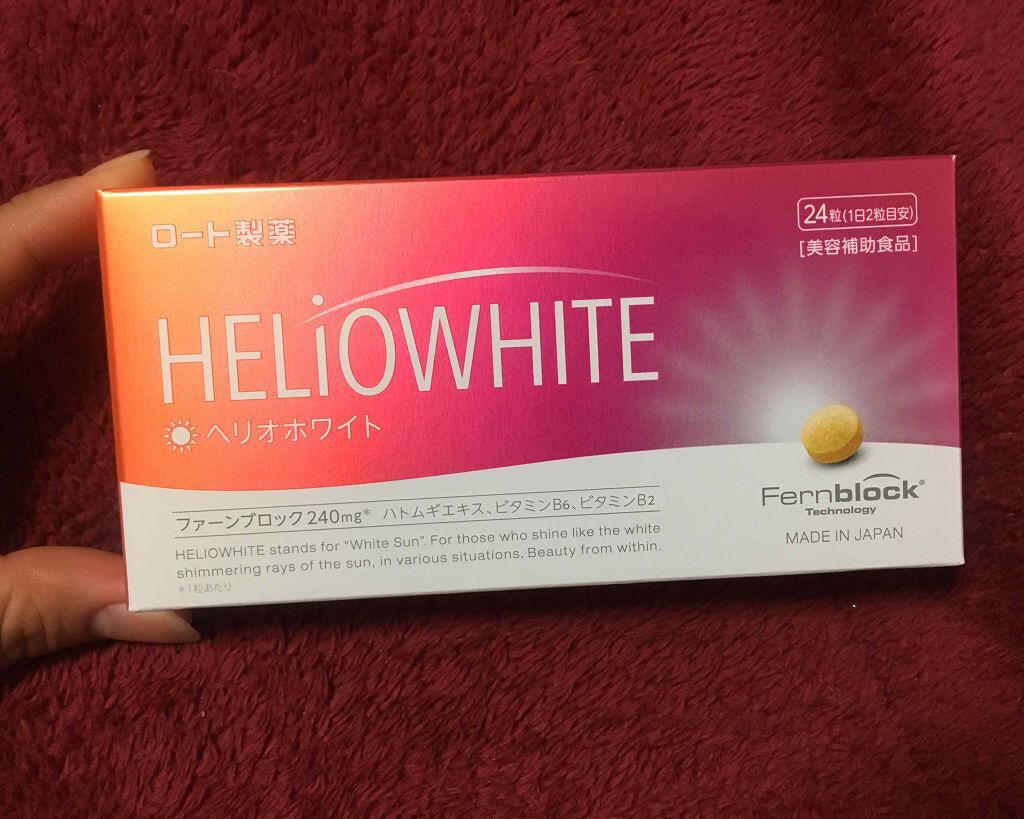 ロート製薬
24粒(1日2粒目安)
[美容補助食品]
HELiOWHITE
ヘリオホワイト
ファーンブロック240mg* ハトムギエキス、ビタミンB6、ビタミンB2
HELIOWHITE stands for "White Sun". For those who shine like the white
shimmering rays of the sun, in various situations. Beauty from within.
*1粒あたり
Fernblock®
Technology
MADE IN JAPAN